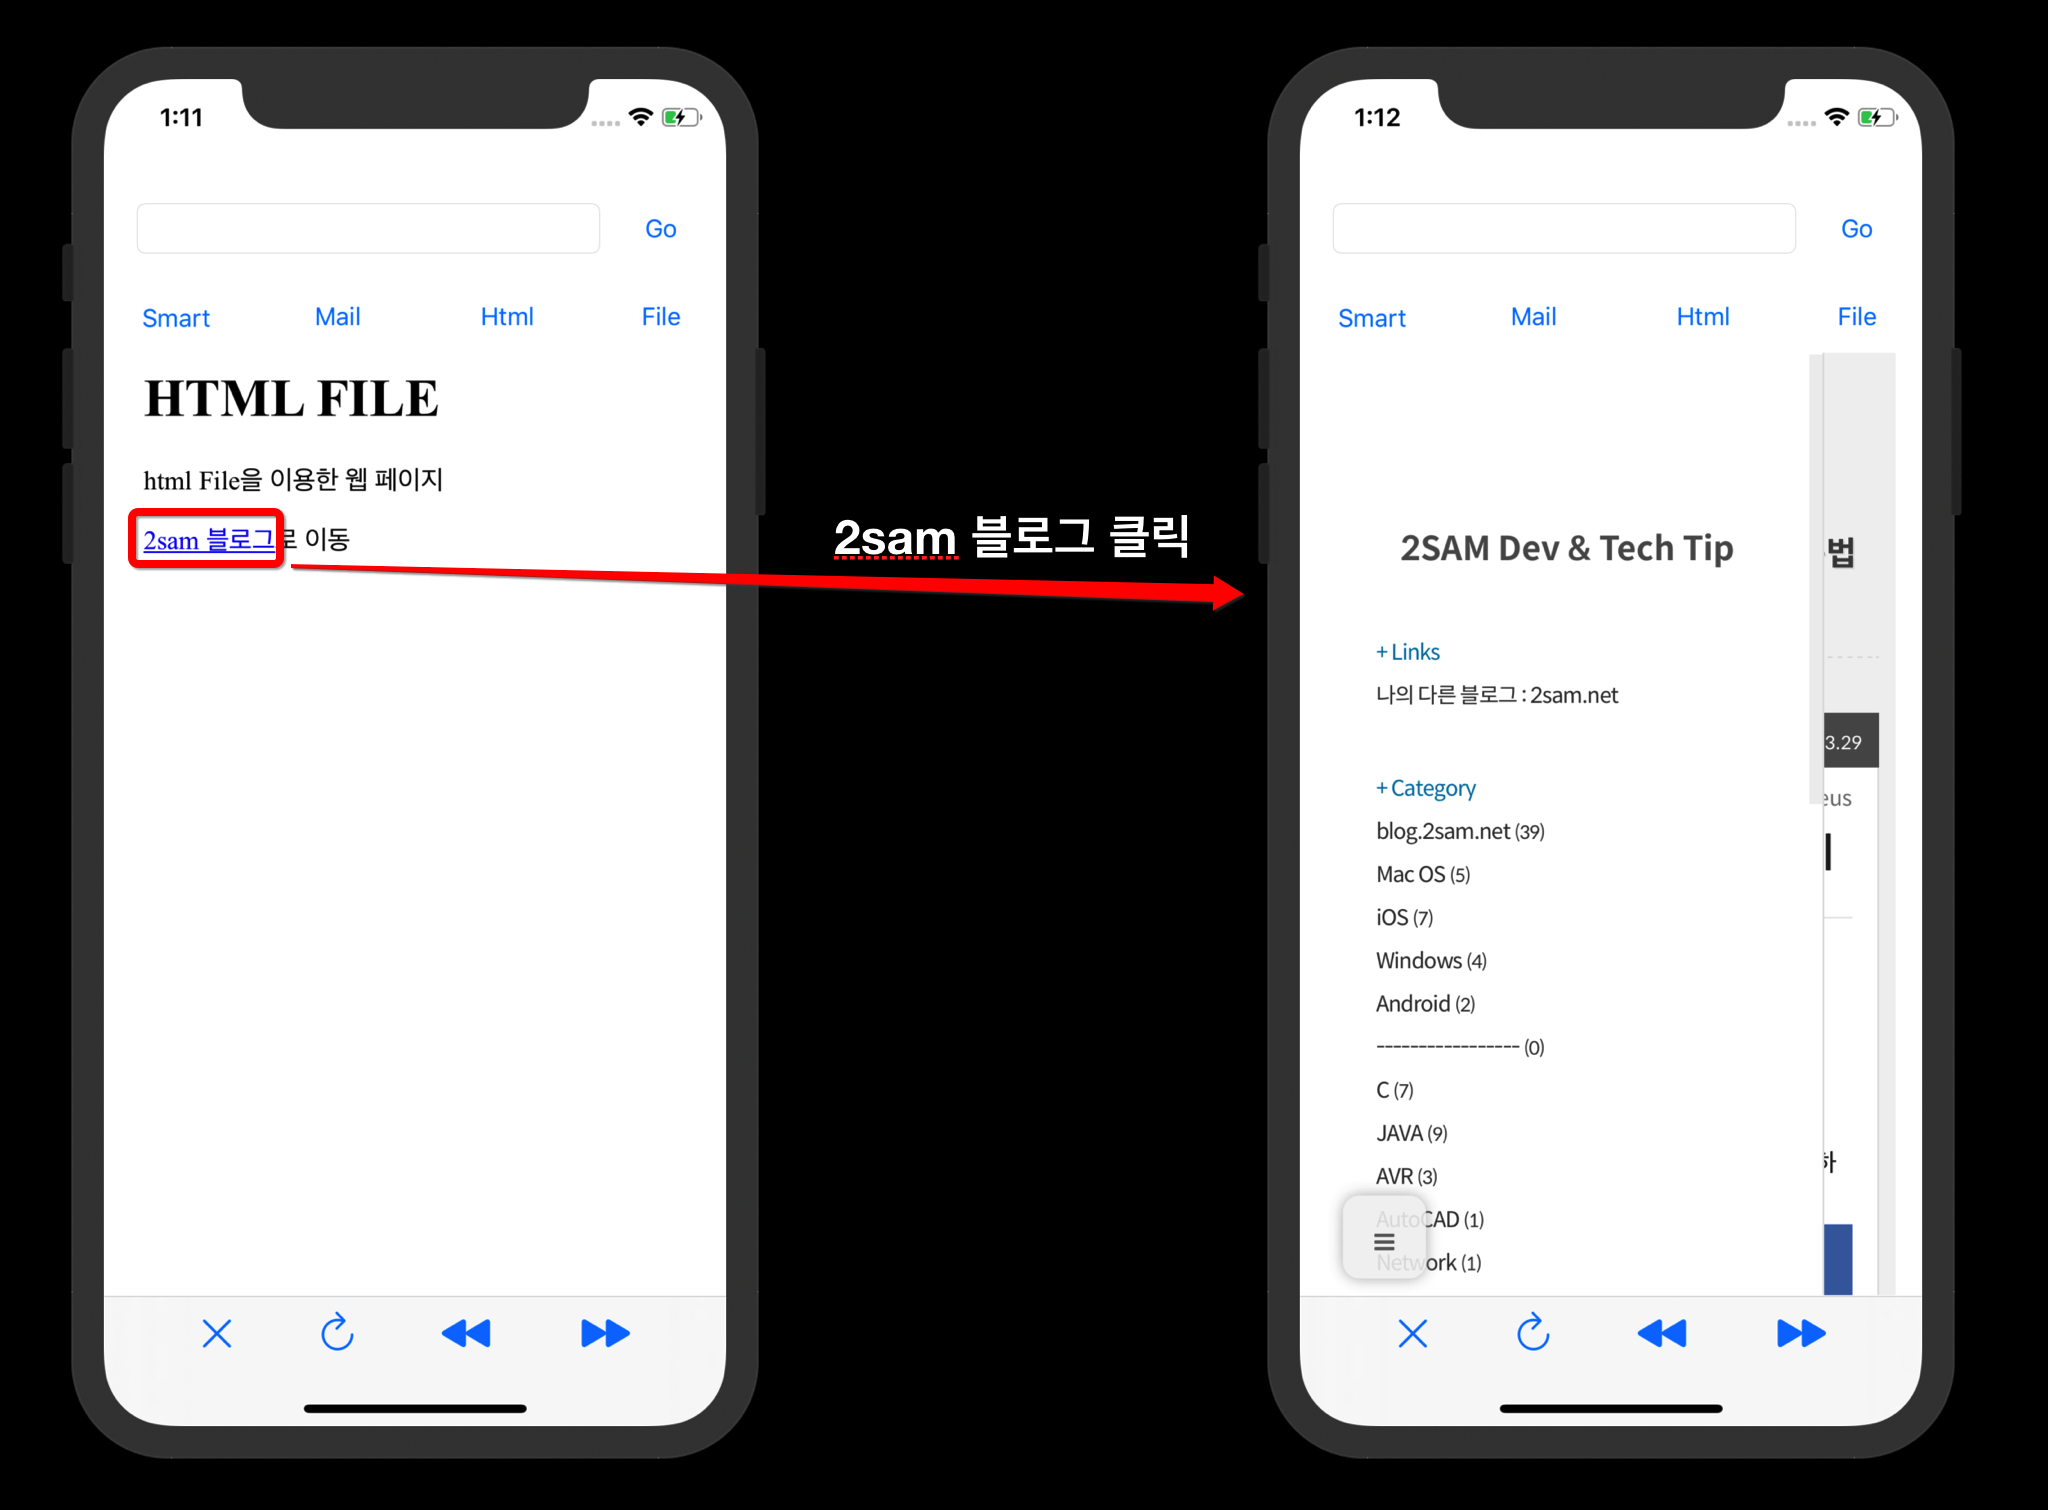 1:11
Go
Smart Mail Html File
HTML FILE
html File을 이용한 웹 페이지
2sam 블로그로 이동
2sam 블로그 클릭
1:12
Go
Smart Mail Html File
2SAM Dev & Tech Tip
법
+ Links
나의 다른 블로그 : 2sam.net
3.29
+ Category
eus
blog.2sam.net (39)
Mac OS (5)
iOS (7)
Windows (4)
Android (2)
----------------- (0)
C (7)
JAVA (9)
AVR (3)
AutoCAD (1)
Network (1)